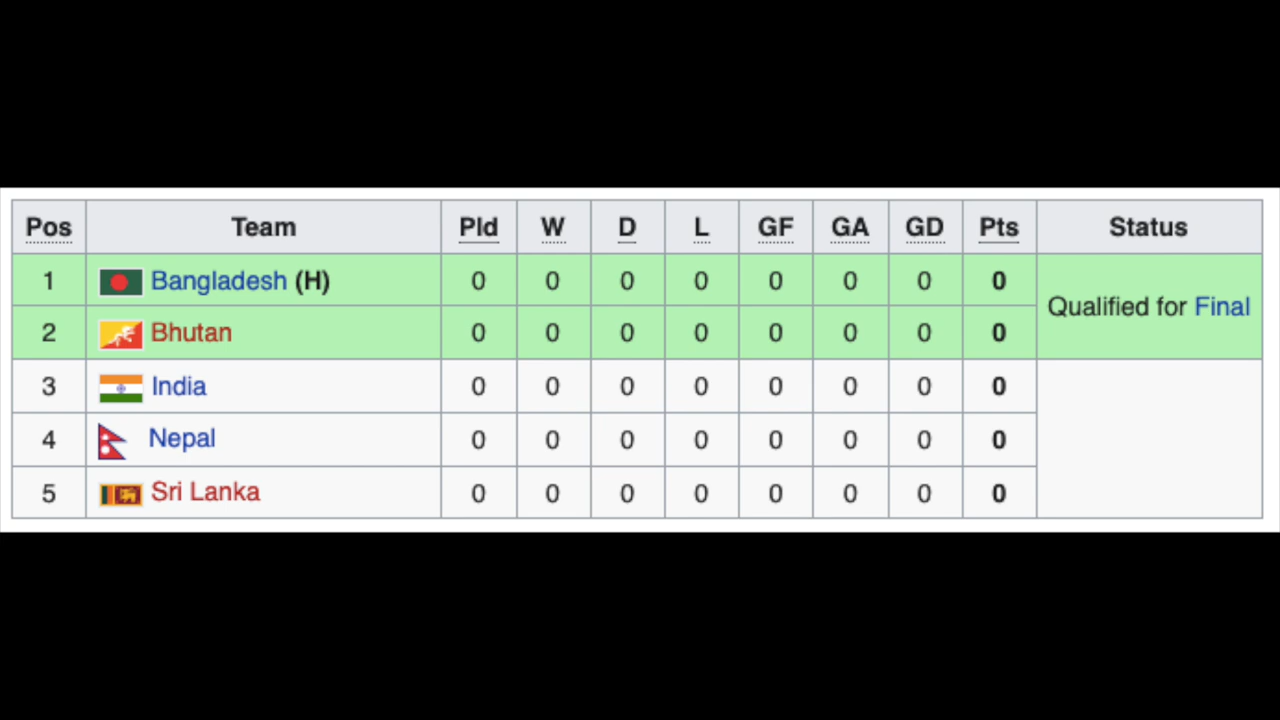 Pos Team Pld W D L GF GA GD Pts Status
1 Bangladesh (H) 0 0 0 0 0 0 0 0 Qualified for Final
2 Bhutan 0 0 0 0 0 0 0 0
3 India 0 0 0 0 0 0 0 0
4 Nepal 0 0 0 0 0 0 0 0
5 Sri Lanka 0 0 0 0 0 0 0 0